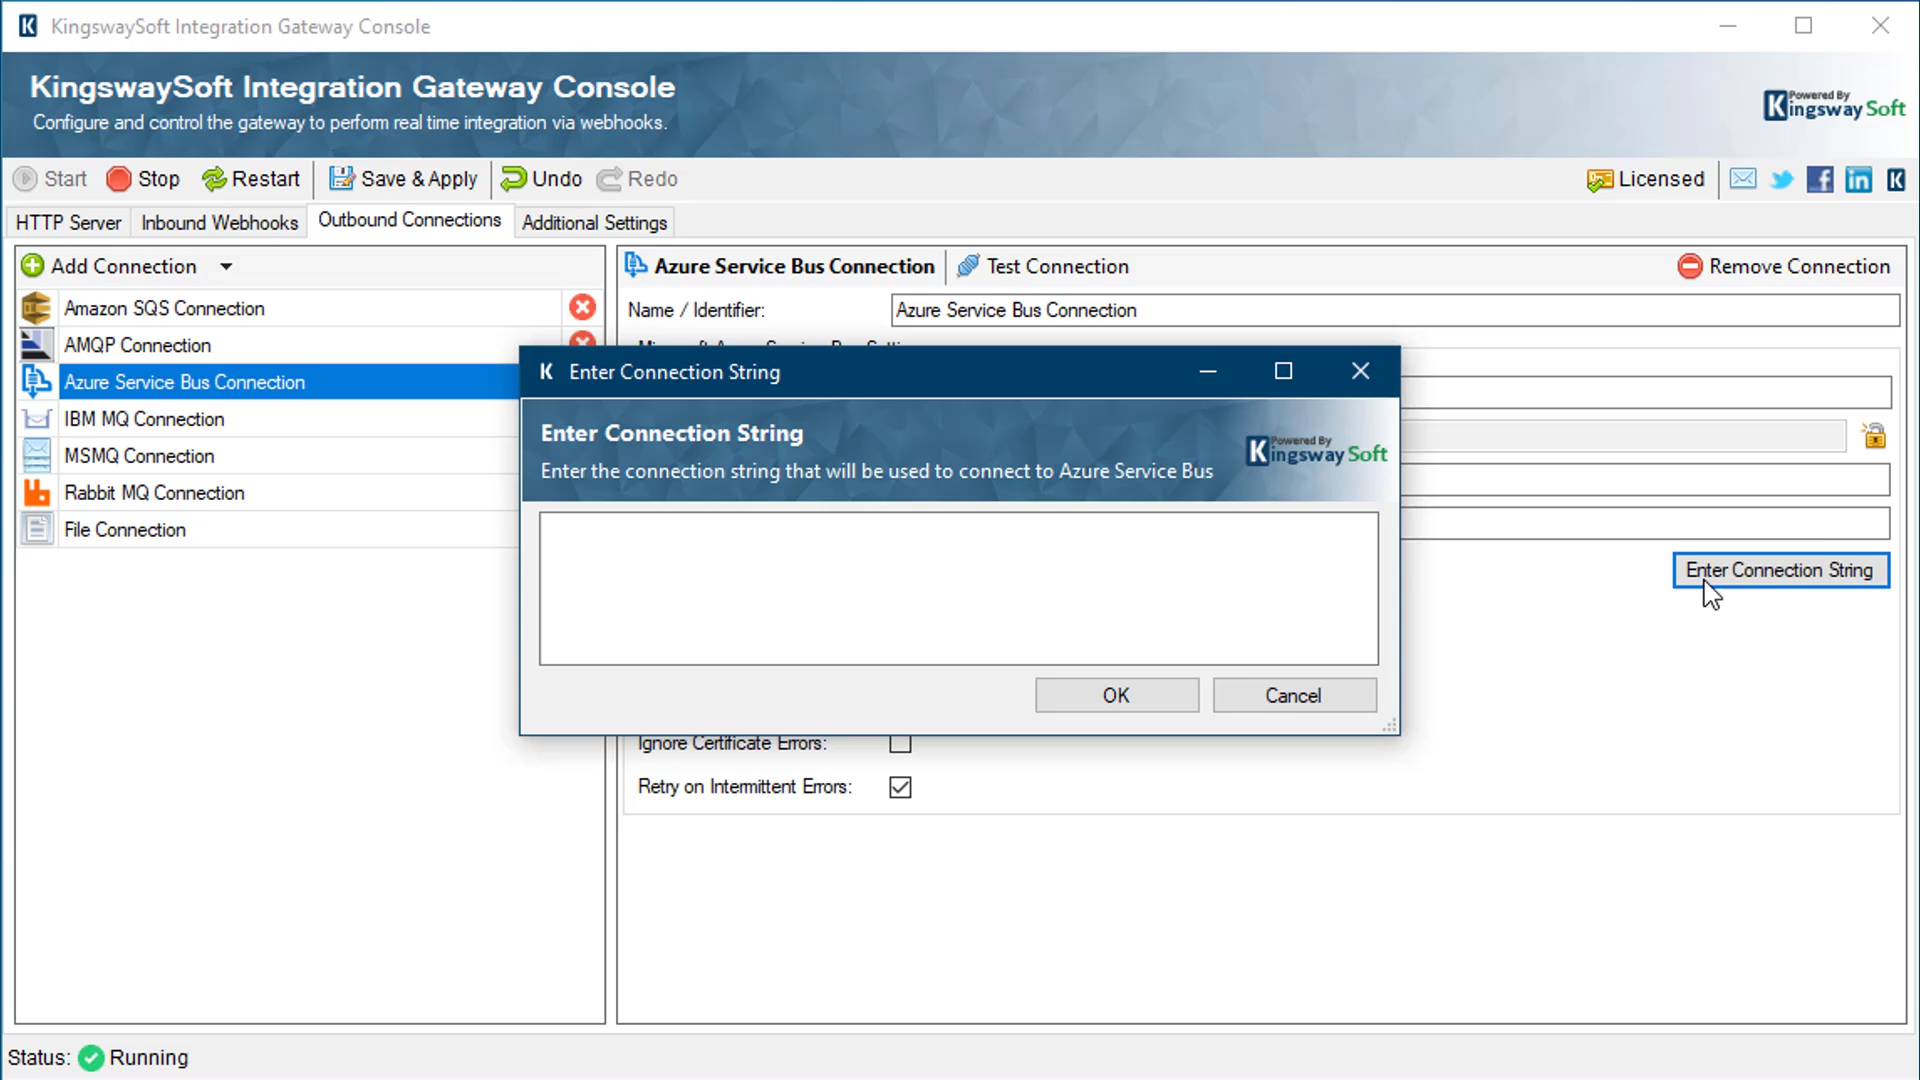 KingswaySoft Integration Gateway Console
KingswaySoft Integration Gateway Console
Configure and control the gateway to perform real time integration via webhooks.
Powered By
KingswaySoft
Start Stop Restart Save & Apply Undo Redo Licensed
HTTP Server Inbound Webhooks Outbound Connections Additional Settings
Add Connection
Azure Service Bus Connection Test Connection Remove Connection
Amazon SQS Connection
Name / Identifier: Azure Service Bus Connection
AMQP Connection
Azure Service Bus Connection
IBM MQ Connection
MSMQ Connection
Rabbit MQ Connection
File Connection
Enter Connection String
Enter Connection String
Enter the connection string that will be used to connect to Azure Service Bus
Powered By
KingswaySoft
Enter Connection String
OK Cancel
Ignore Certificate Errors:
Retry on Intermittent Errors:
Status: Running